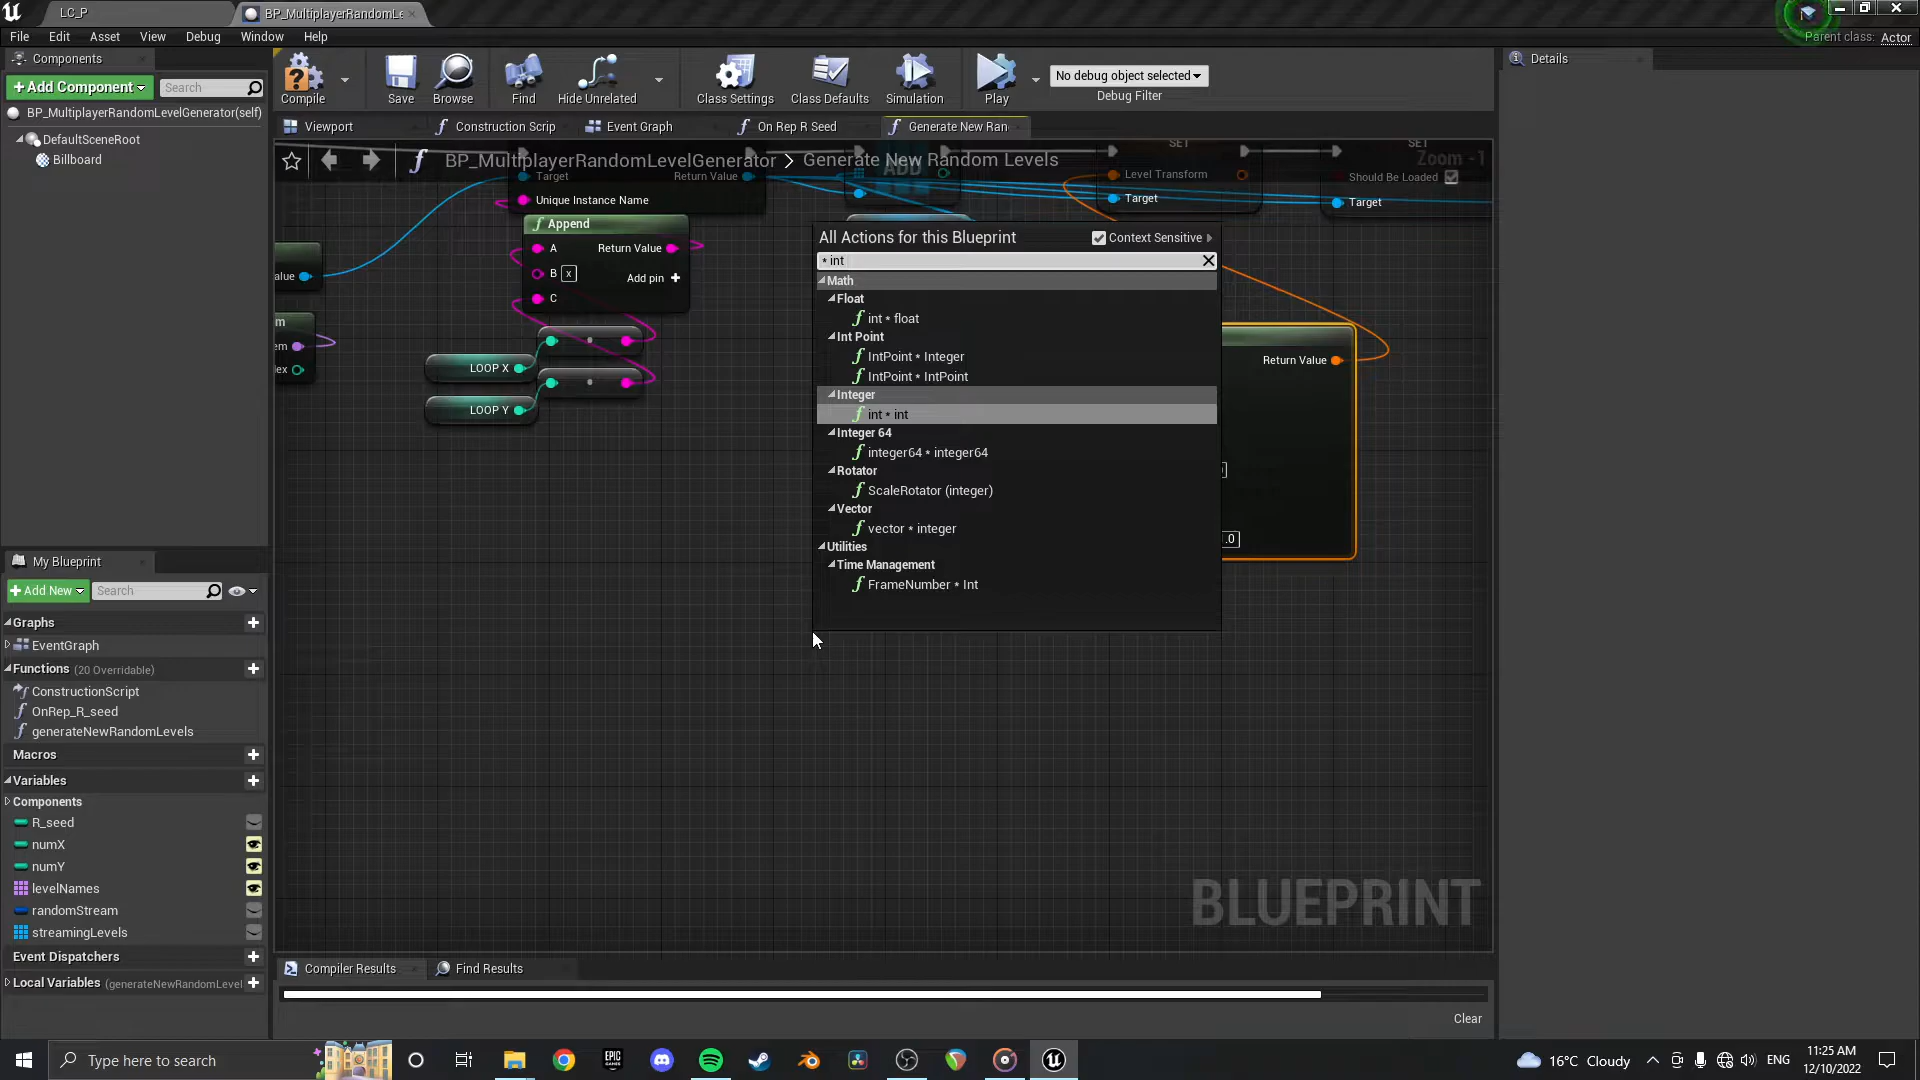 LC_P
BP_MultiplayerRandomLe
File Edit Asset View Debug Window Help
Parent class: Actor
Components
+Add Component
Search
BP_MultiplayerRandomLevelGenerator(self)
DefaultSceneRoot
Billboard
Compile
Save
Browse
Find
Hide Unrelated
Class Settings
Class Defaults
Simulation
Play
No debug object selected
Debug Filter
Details
Viewport
Construction Scrip
Event Graph
On Rep R Seed
Generate New Ran
BP_MultiplayerRandomLevelGenerator > Generate New Random Levels
Zoom -1
Target Return Value
Unique Instance Name
ADD
SET
Level Transform
Target
SET
Should Be Loaded
Target
Append
A Return Value
B x Add pin +
C
LOOP X
LOOP Y
All Actions for this Blueprint
Context Sensitive
* int
Math
Float
int * float
Int Point
IntPoint * Integer
IntPoint * IntPoint
Integer
int * int
Integer 64
integer64 * integer64
Rotator
ScaleRotator (integer)
Vector
vector * integer
Utilities
Time Management
FrameNumber * Int
Return Value
.0
BLUEPRINT
My Blueprint
+Add New
Search
Graphs
EventGraph
Functions (20 Overridable)
ConstructionScript
OnRep_R_seed
generateNewRandomLevels
Macros
Variables
Components
R_seed
numX
numY
levelNames
randomStream
streamingLevels
Event Dispatchers
Local Variables (generateNewRandomLevel
Compiler Results
Find Results
Clear
Type here to search
EPIC GAMES
16°C Cloudy
ENG
11:25 AM
12/10/2022